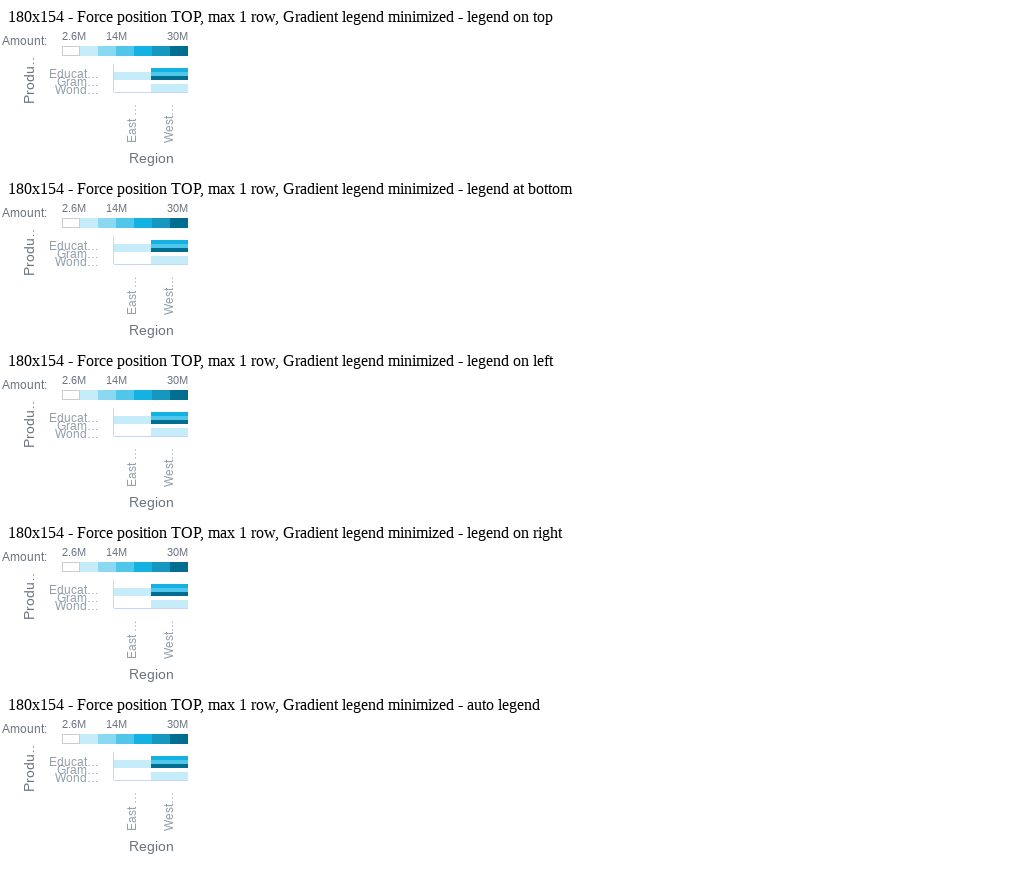 180x154 - Force position TOP, max 1 row, Gradient legend minimized - legend on top
Amount:
2.6M 14M 30M
Produ…
Educat…
Gram…
Wond…
East …
West…
Region
180x154 - Force position TOP, max 1 row, Gradient legend minimized - legend at bottom
Amount:
2.6M 14M 30M
Produ…
Educat…
Gram…
Wond…
East …
West…
Region
180x154 - Force position TOP, max 1 row, Gradient legend minimized - legend on left
Amount:
2.6M 14M 30M
Produ…
Educat…
Gram…
Wond…
East …
West…
Region
180x154 - Force position TOP, max 1 row, Gradient legend minimized - legend on right
Amount:
2.6M 14M 30M
Produ…
Educat…
Gram…
Wond…
East …
West…
Region
180x154 - Force position TOP, max 1 row, Gradient legend minimized - auto legend
Amount:
2.6M 14M 30M
Produ…
Educat…
Gram…
Wond…
East …
West…
Region